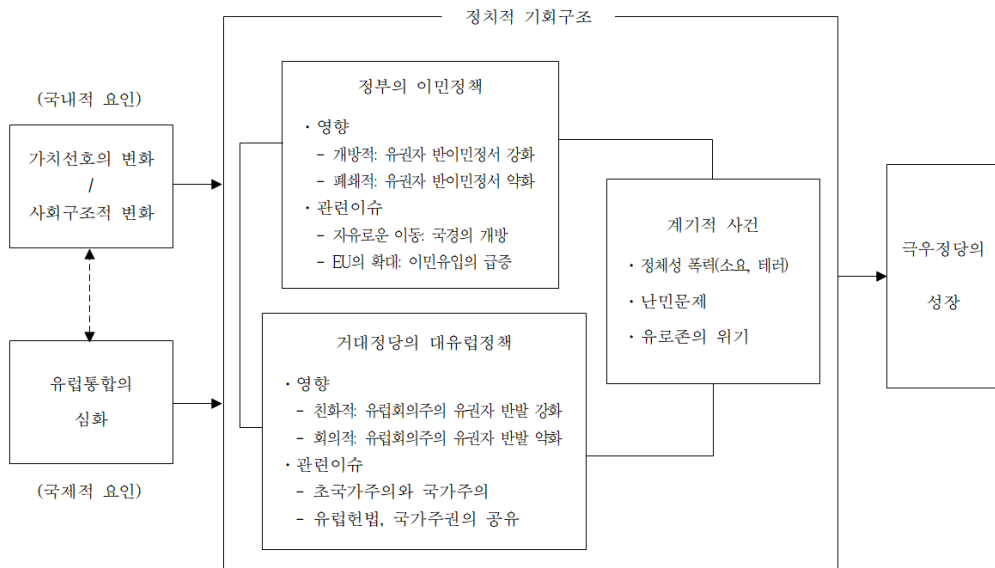 정치적 기회구조
(국내적 요인)
가치선호의 변화
/
사회구조적 변화
유럽통합의
심화
(국제적 요인)
정부의 이민정책
· 영향
- 개방적: 유권자 반이민정서 강화
- 폐쇄적: 유권자 반이민정서 약화
· 관련이슈
- 자유로운 이동: 국경의 개방
- EU의 확대: 이민유입의 급증
거대정당의 대유럽정책
· 영향
- 친화적: 유럽회의주의 유권자 반발 강화
- 회의적: 유럽회의주의 유권자 반발 약화
· 관련이슈
- 초국가주의와 국가주의
- 유럽헌법, 국가주권의 공유
계기적 사건
· 정체성 폭력(소요, 테러)
· 난민문제
· 유로존의 위기
극우정당의
성장